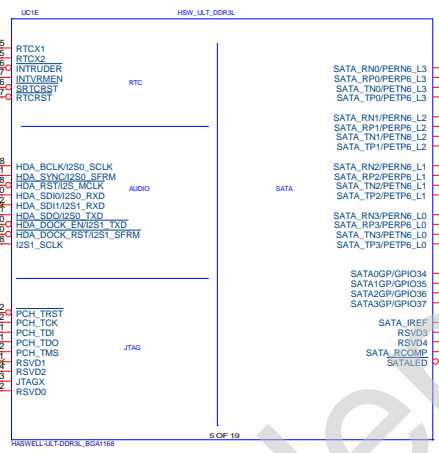 UC1E
HSW_ULT_DDR3L
RTCX1
RTCX2
INTRUDER
INTVRMEN
SRTCRST
RTCRST
RTC
SATA_RN0/PERN6_L3
SATA_RP0/PERP6_L3
SATA_TN0/PETN6_L3
SATA_TP0/PETP6_L3
SATA_RN1/PERN6_L2
SATA_RP1/PERP6_L2
SATA_TN1/PETN6_L2
SATA_TP1/PETP6_L2
HDA_BCLK/I2S0_SCLK
HDA_SYNC/I2S0_SFRM
HDA_RST/I2S_MCLK
HDA_SDI0/I2S0_RXD
HDA_SDI1/I2S1_RXD
HDA_SDO/I2S0_TXD
HDA_DOCK_EN/I2S1_TXD
HDA_DOCK_RST/I2S1_SFRM
I2S1_SCLK
AUDIO
SATA
SATA_RN2/PERN6_L1
SATA_RP2/PERP6_L1
SATA_TN2/PETN6_L1
SATA_TP2/PETP6_L1
SATA_RN3/PERN6_L0
SATA_RP3/PERP6_L0
SATA_TN3/PETN6_L0
SATA_TP3/PETP6_L0
SATA0GP/GPIO34
SATA1GP/GPIO35
SATA2GP/GPIO36
SATA3GP/GPIO37
PCH_TRST
PCH_TCK
PCH_TDI
PCH_TDO
PCH_TMS
RSVD1
RSVD2
JTAGX
RSVD0
JTAG
SATA_IREF
RSVD3
RSVD4
SATA_RCOMP
SATALED
5 OF 19
HASWELL-ULT-DDR3L_BGA1168